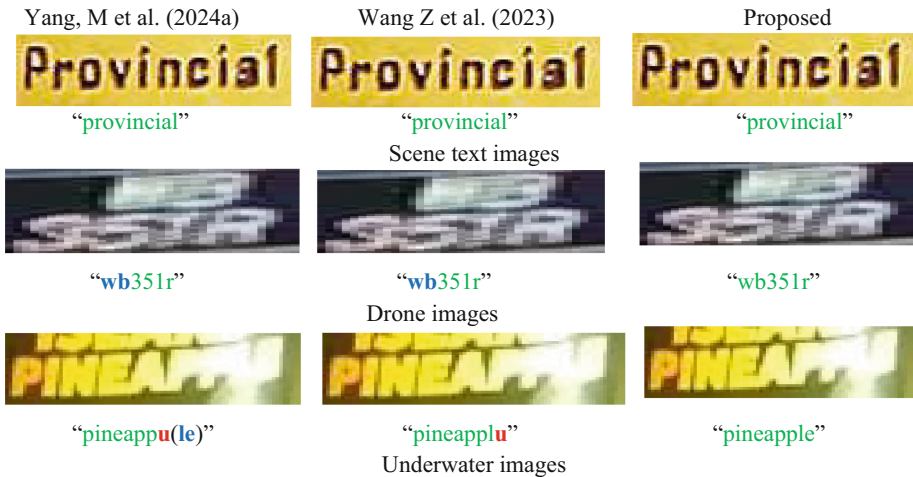 Yang, M et al. (2024a) Wang Z et al. (2023) Proposed
Provincial Provincial Provincial
“provincial” “provincial” “provincial”
Scene text images
“wb351r” “wb351r” “wb351r”
Drone images
PINEAPP PINEAPP PINEAPP
“pineappu(le)” “pineapplu” “pineapple”
Underwater images